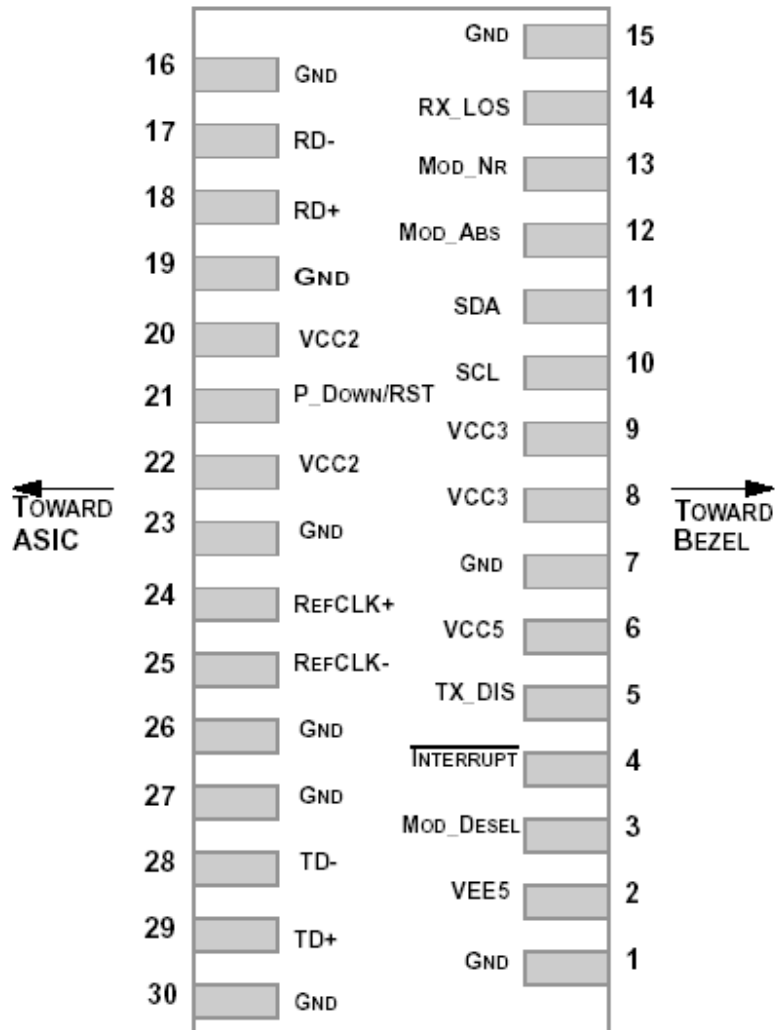 GND 15
16 GND
RX_LOS 14
17 RD-
MOD_NR 13
18 RD+
MOD_ABS 12
19 GND
SDA 11
20 VCC2
SCL 10
21 P_DOWN/RST
VCC3 9
22 VCC2
VCC3 8
TOWARD
ASIC
TOWARD
BEZEL
23 GND
GND 7
24 REFCLK+
VCC5 6
25 REFCLK-
TX_DIS 5
26 GND
INTERRUPT 4
27 GND
MOD_DESEL 3
28 TD-
VEE5 2
29 TD+
GND 1
30 GND